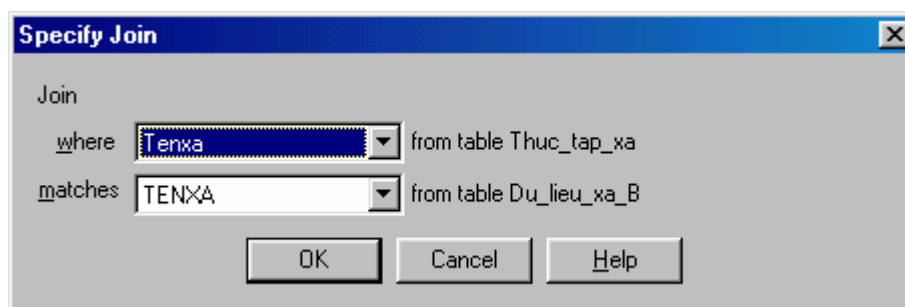 Specify Join
Join
where Tenxa from table Thuc_tap_xa
matches TENXA from table Du_lieu_xa_B
OK Cancel Help